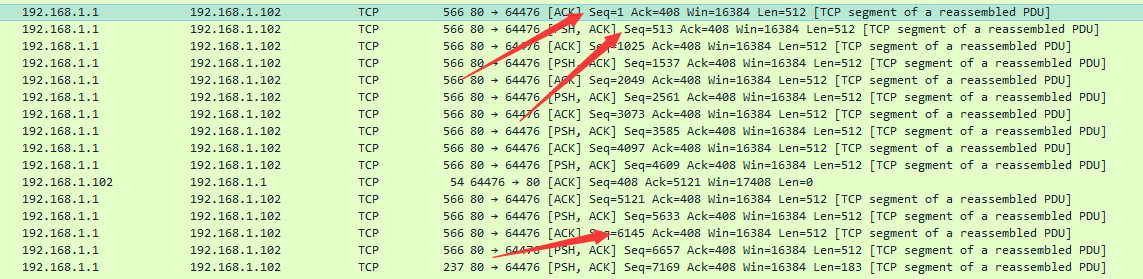 192.168.1.1 192.168.1.102 TCP 566 80 → 64476 [ACK] Seq=1 Ack=408 Win=16384 Len=512 [TCP segment of a reassembled PDU]
192.168.1.1 192.168.1.102 TCP 566 80 → 64476 [PSH, ACK] Seq=513 Ack=408 Win=16384 Len=512 [TCP segment of a reassembled PDU]
192.168.1.1 192.168.1.102 TCP 566 80 → 64476 [ACK] Seq=1025 Ack=408 Win=16384 Len=512 [TCP segment of a reassembled PDU]
192.168.1.1 192.168.1.102 TCP 566 80 → 64476 [PSH, ACK] Seq=1537 Ack=408 Win=16384 Len=512 [TCP segment of a reassembled PDU]
192.168.1.1 192.168.1.102 TCP 566 80 → 64476 [ACK] Seq=2049 Ack=408 Win=16384 Len=512 [TCP segment of a reassembled PDU]
192.168.1.1 192.168.1.102 TCP 566 80 → 64476 [PSH, ACK] Seq=2561 Ack=408 Win=16384 Len=512 [TCP segment of a reassembled PDU]
192.168.1.1 192.168.1.102 TCP 566 80 → 64476 [ACK] Seq=3073 Ack=408 Win=16384 Len=512 [TCP segment of a reassembled PDU]
192.168.1.1 192.168.1.102 TCP 566 80 → 64476 [PSH, ACK] Seq=3585 Ack=408 Win=16384 Len=512 [TCP segment of a reassembled PDU]
192.168.1.1 192.168.1.102 TCP 566 80 → 64476 [ACK] Seq=4097 Ack=408 Win=16384 Len=512 [TCP segment of a reassembled PDU]
192.168.1.1 192.168.1.102 TCP 566 80 → 64476 [PSH, ACK] Seq=4609 Ack=408 Win=16384 Len=512 [TCP segment of a reassembled PDU]
192.168.1.102 192.168.1.1 TCP 54 64476 → 80 [ACK] Seq=408 Ack=5121 Win=17408 Len=0
192.168.1.1 192.168.1.102 TCP 566 80 → 64476 [ACK] Seq=5121 Ack=408 Win=16384 Len=512 [TCP segment of a reassembled PDU]
192.168.1.1 192.168.1.102 TCP 566 80 → 64476 [PSH, ACK] Seq=5633 Ack=408 Win=16384 Len=512 [TCP segment of a reassembled PDU]
192.168.1.1 192.168.1.102 TCP 566 80 → 64476 [ACK] Seq=6145 Ack=408 Win=16384 Len=512 [TCP segment of a reassembled PDU]
192.168.1.1 192.168.1.102 TCP 566 80 → 64476 [PSH, ACK] Seq=6657 Ack=408 Win=16384 Len=512 [TCP segment of a reassembled PDU]
192.168.1.1 192.168.1.102 TCP 237 80 → 64476 [PSH, ACK] Seq=7169 Ack=408 Win=16384 Len=183 [TCP segment of a reassembled PDU]